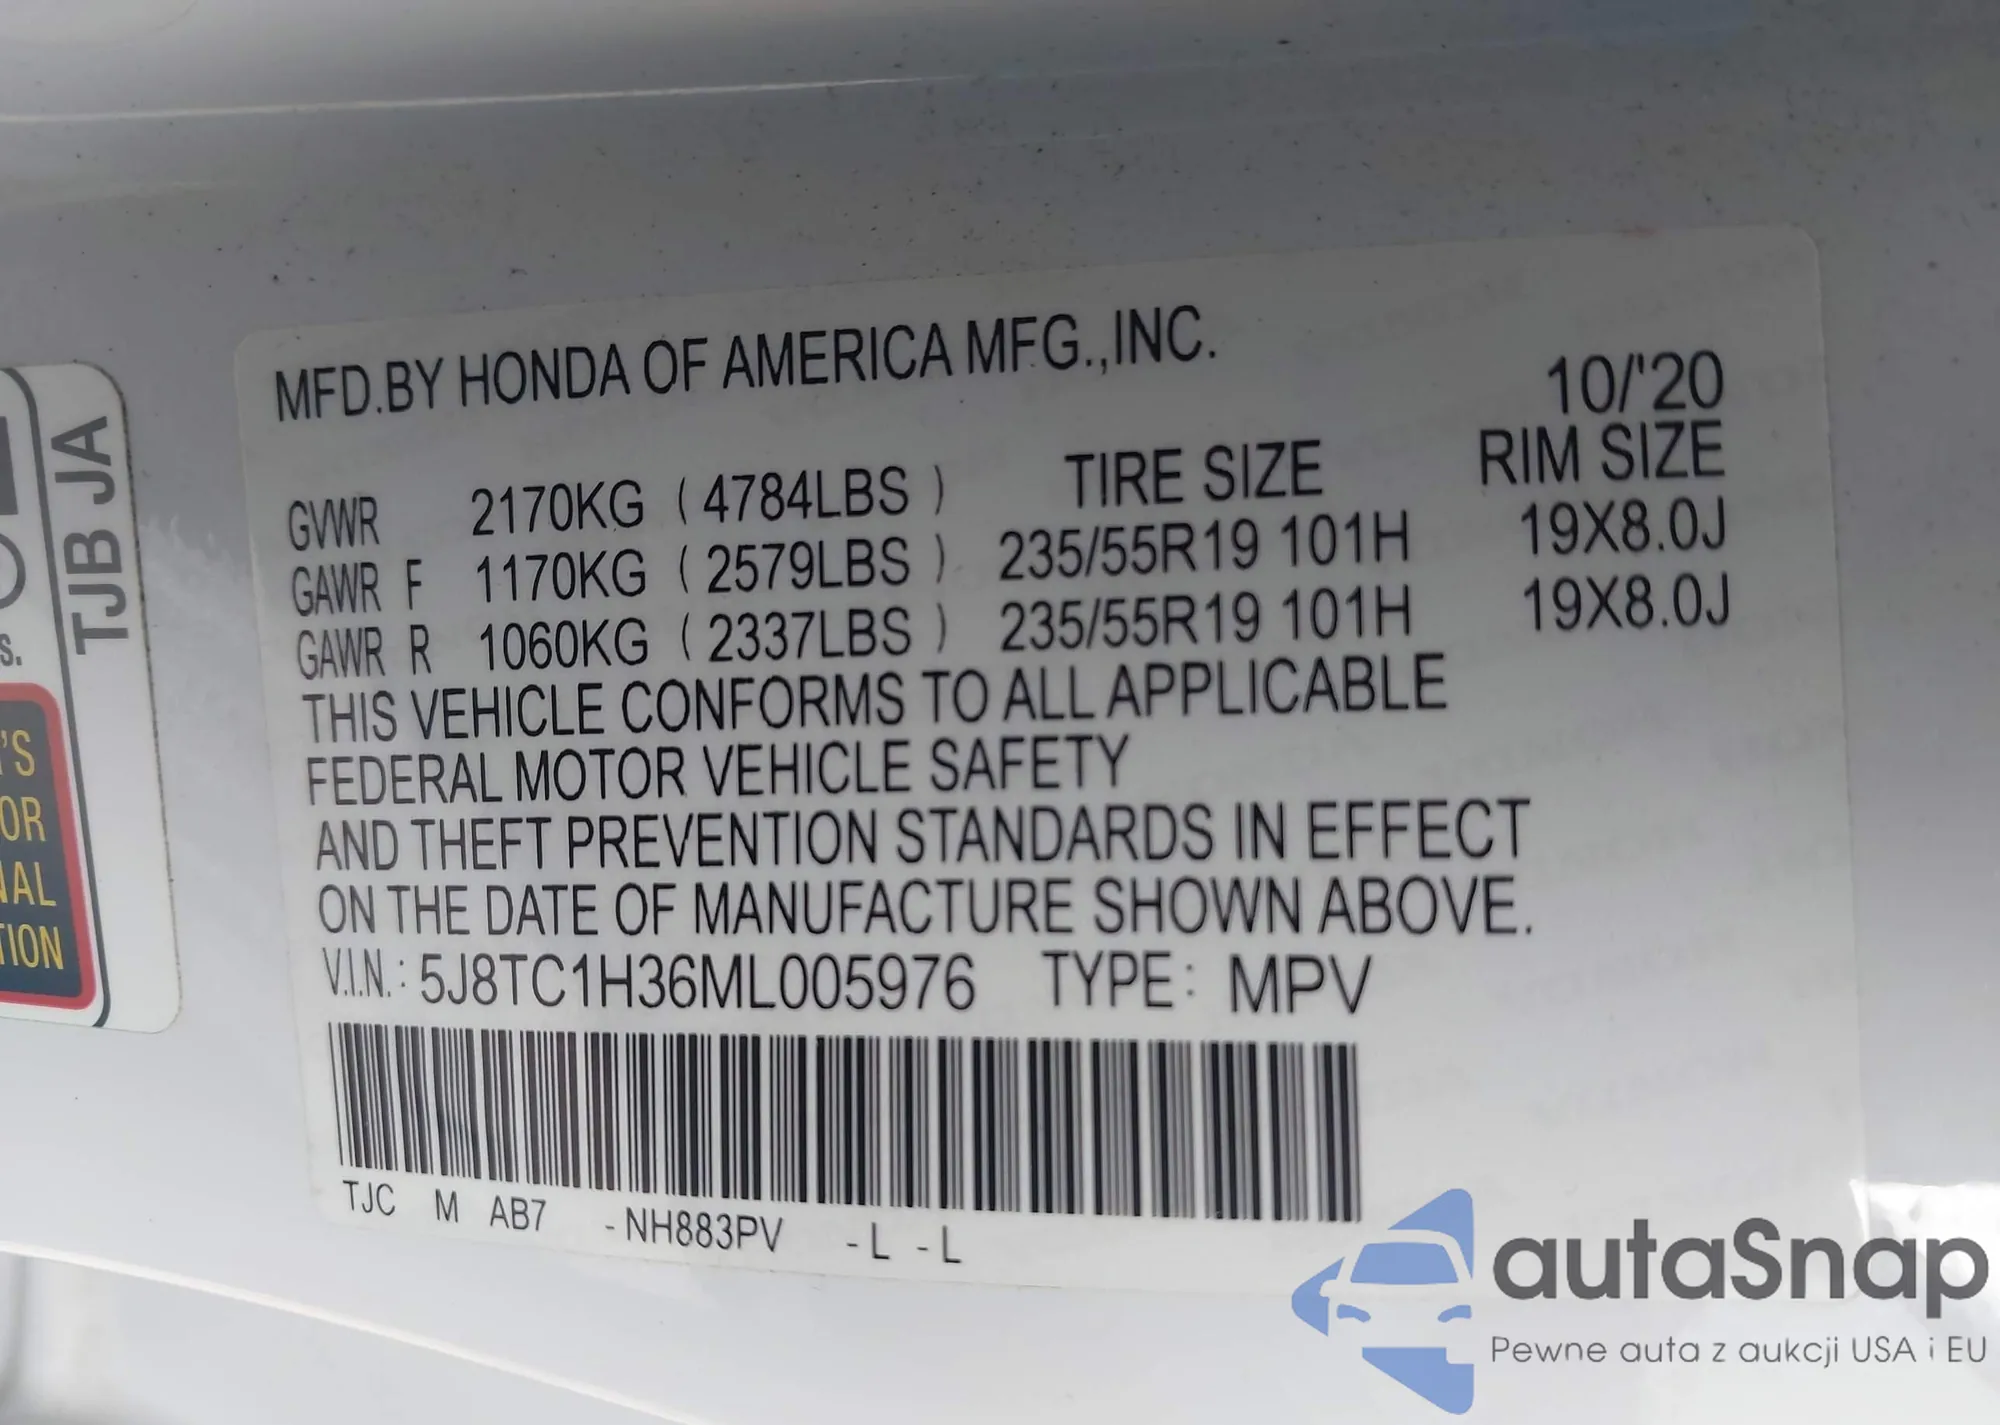 MFD.BY HONDA OF AMERICA MFG.,INC.
10/'20
GVWR 2170KG ( 4784LBS ) TIRE SIZE RIM SIZE
GAWR F 1170KG ( 2579LBS ) 235/55R19 101H 19X8.0J
GAWR R 1060KG ( 2337LBS ) 235/55R19 101H 19X8.0J
THIS VEHICLE CONFORMS TO ALL APPLICABLE
FEDERAL MOTOR VEHICLE SAFETY
AND THEFT PREVENTION STANDARDS IN EFFECT
ON THE DATE OF MANUFACTURE SHOWN ABOVE.
V.I.N.: 5J8TC1H36ML005976 TYPE: MPV
TJC M AB7 -NH883PV -L -L
TJB JA
s.
'S
OR
NAL
TION
autaSnap
Pewne auta z aukcji USA i EU